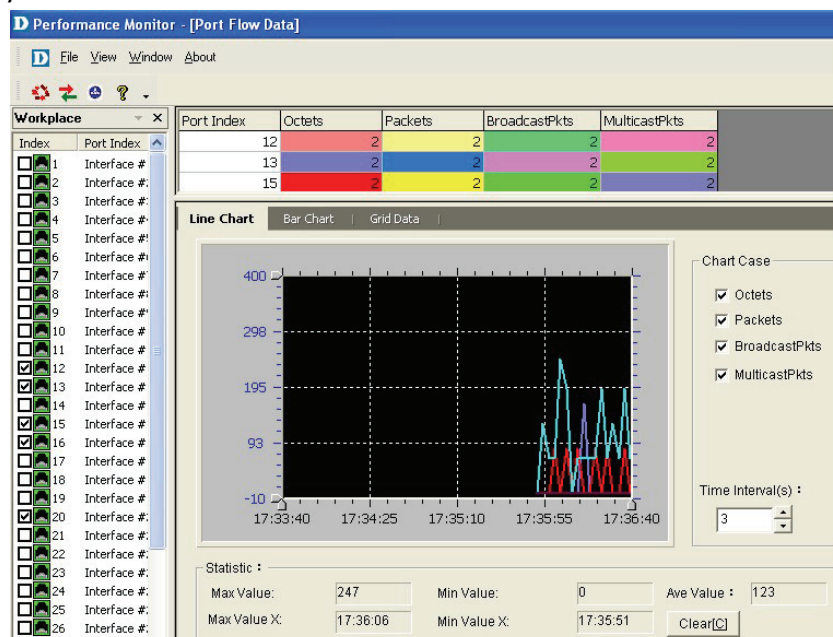 D Performance Monitor - [Port Flow Data]
D File View Window About
Workplace
Index Port Index
1 Interface #
2 Interface #
3 Interface #
4 Interface #
5 Interface #
6 Interface #
7 Interface #
8 Interface #
9 Interface #
10 Interface #
11 Interface #
12 Interface #
13 Interface #
14 Interface #
15 Interface #
16 Interface #
17 Interface #
18 Interface #
19 Interface #
20 Interface #
21 Interface #
22 Interface #
23 Interface #
24 Interface #
25 Interface #
26 Interface #
Port Index Octets Packets BroadcastPkts MulticastPkts
12 2 2 2 2
13 2 2 2 2
15 2 2 2 2
Line Chart Bar Chart | Grid Data |
400
298
195
93
-10
17:33:40 17:34:25 17:35:10 17:35:55 17:36:40
Chart Case
Octets
Packets
BroadcastPkts
MulticastPkts
Time Interval(s) :
3
Statistic :
Max Value: 247 Min Value: 0 Ave Value : 123
Max Value X: 17:36:06 Min Value X: 17:35:51 Clear[C]